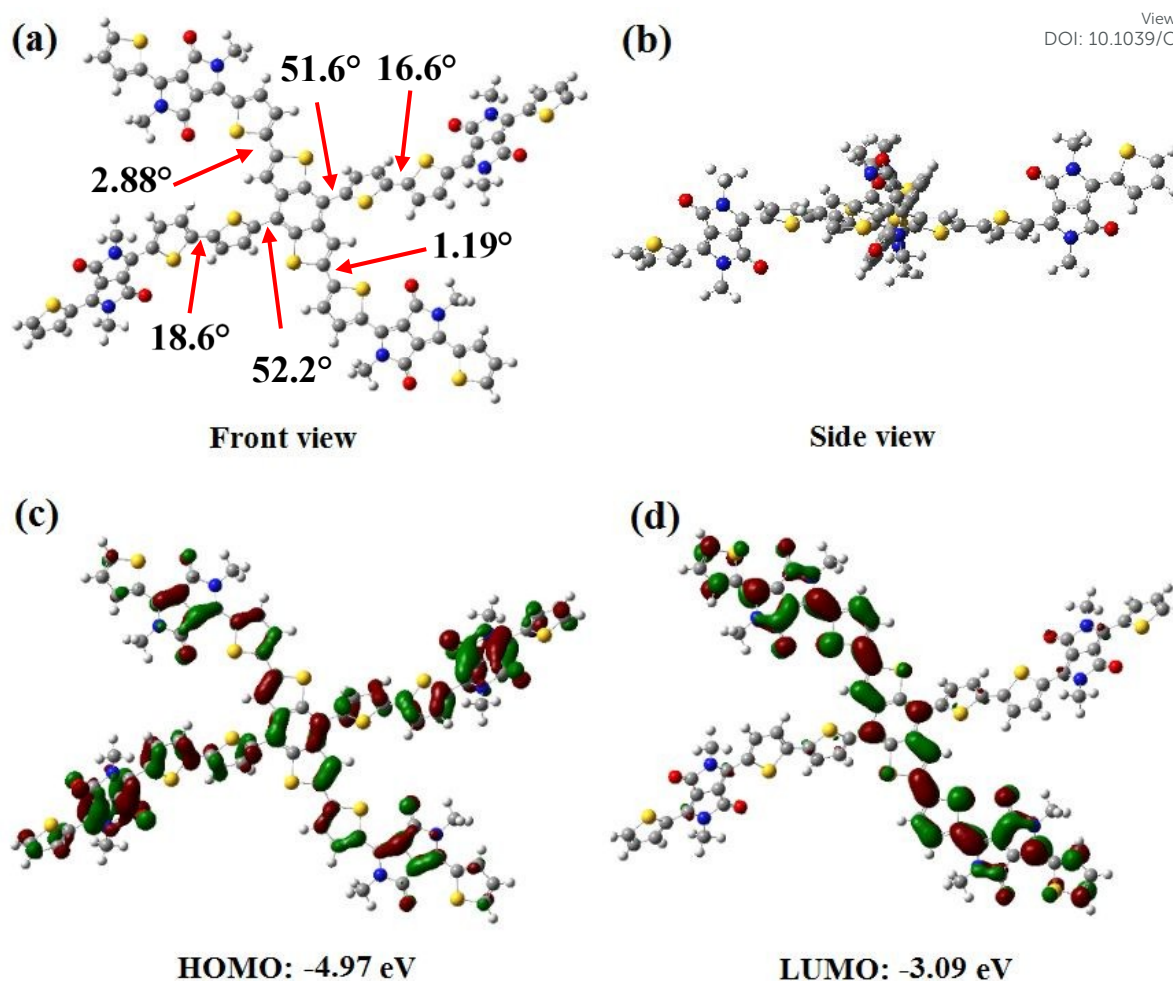 (a)
51.6° 16.6°
2.88°
1.19°
18.6°
52.2°
Front view
View
DOI: 10.1039/C
(b)
Side view
(c)
HOMO: -4.97 eV
(d)
LUMO: -3.09 eV